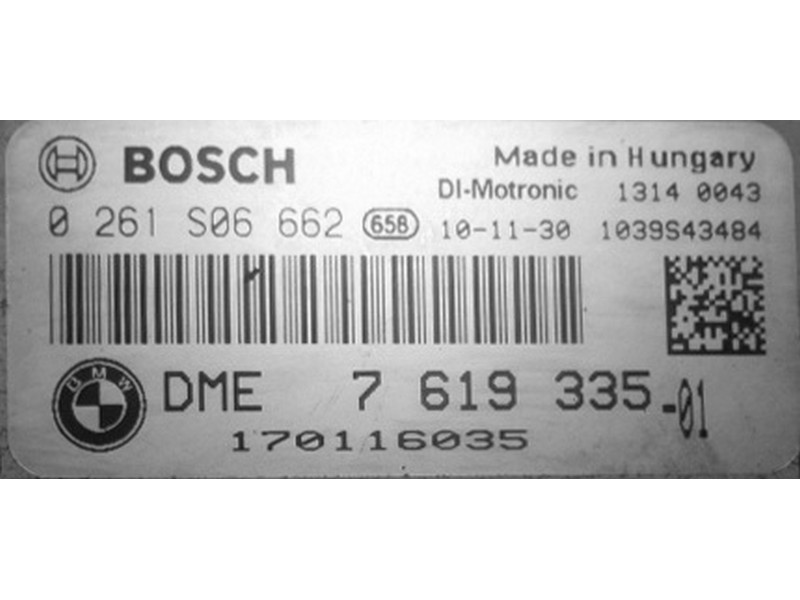 BOSCH
Made in Hungary
DI-Motronic 1314 0043
0 261 S06 662 658 10-11-30 1039S43484
BMW
DME 7 619 335-01
170116035